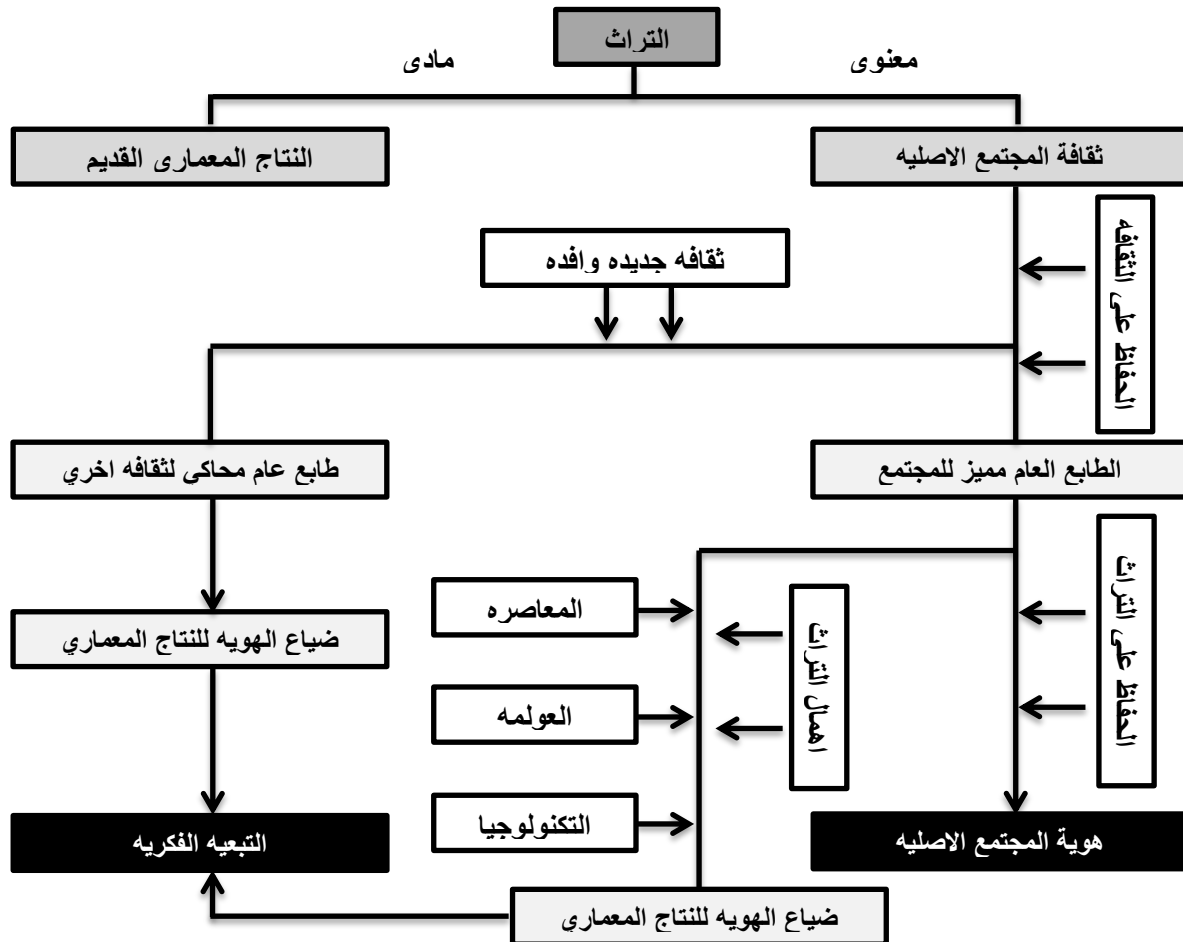 التراث
معنوى
مادى
ثقافة المجتمع الاصليه
النتاج المعمارى القديم
الحفاظ على الثقافه
ثقافه جديده وافده
الطابع العام مميز للمجتمع
طابع عام محاكى لثقافه اخري
الحفاظ على التراث
اهمال التراث
المعاصره
ضياع الهويه للنتاج المعماري
العولمه
التكنولوجيا
هوية المجتمع الاصليه
التبعيه الفكريه
ضياع الهويه للنتاج المعماري